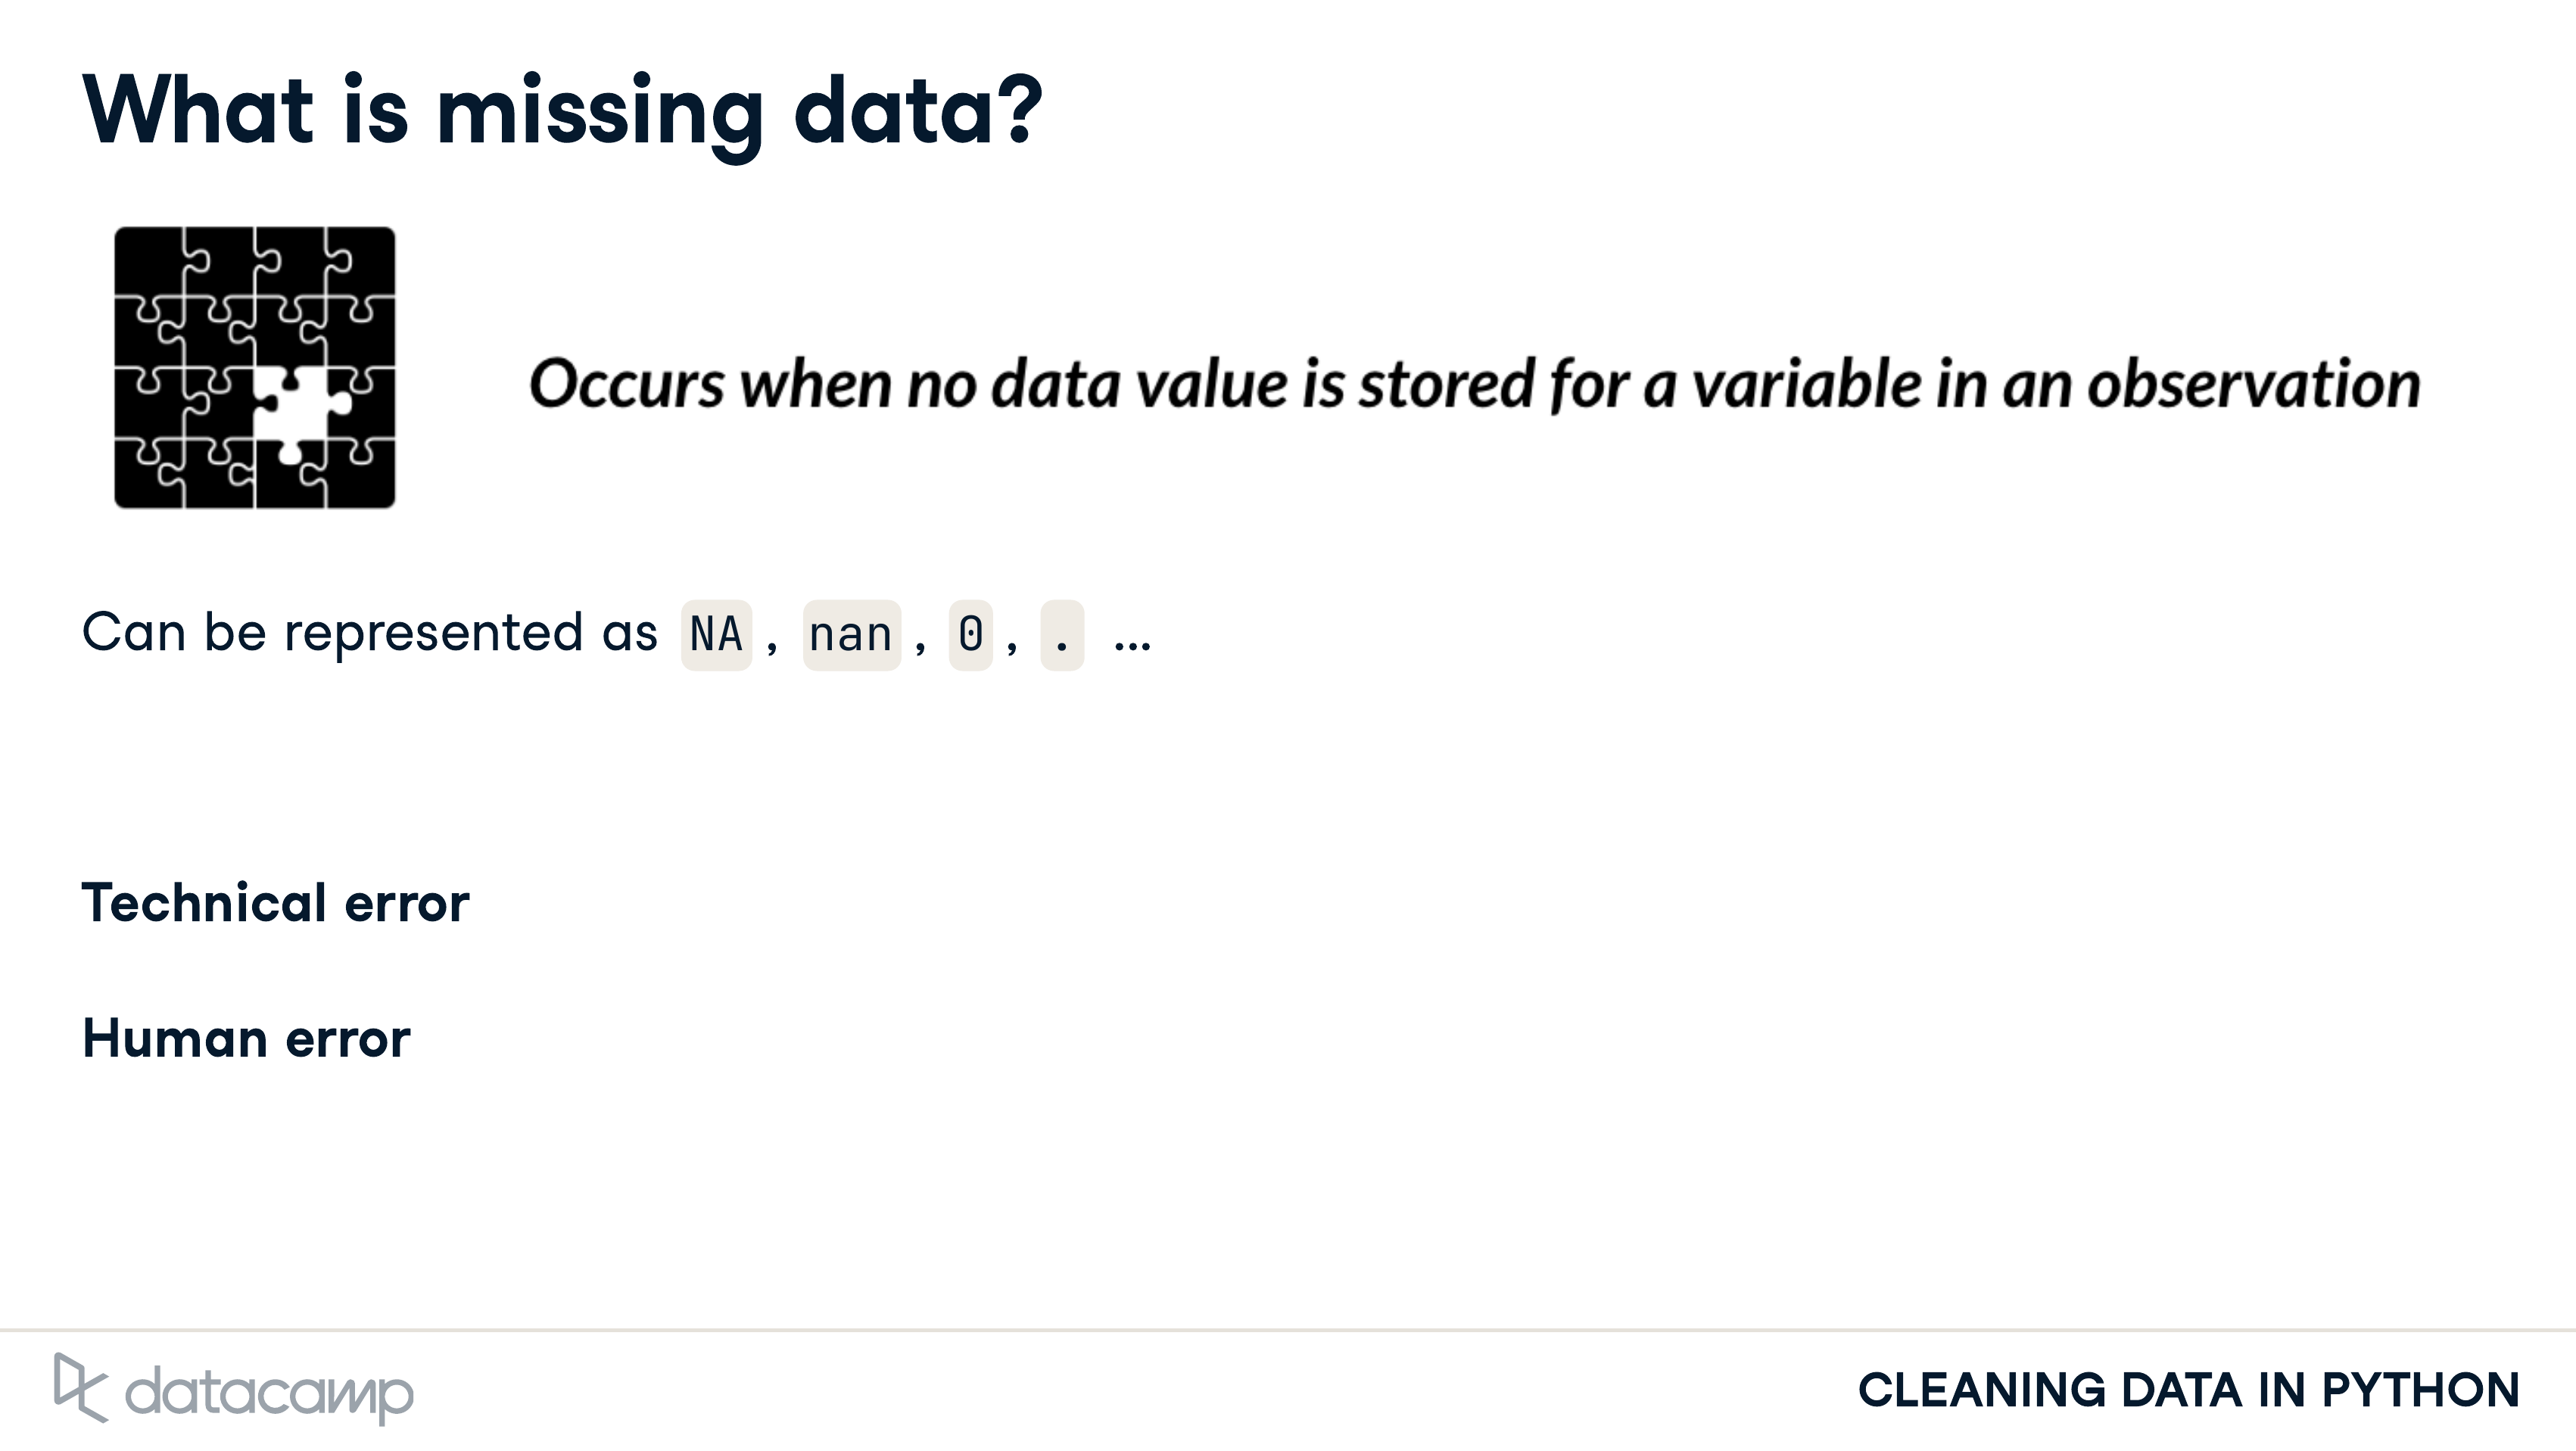 What is missing data?
Occurs when no data value is stored for a variable in an observation
Can be represented as NA , nan , 0 , . ...
Technical error
Human error
datacamp
CLEANING DATA IN PYTHON